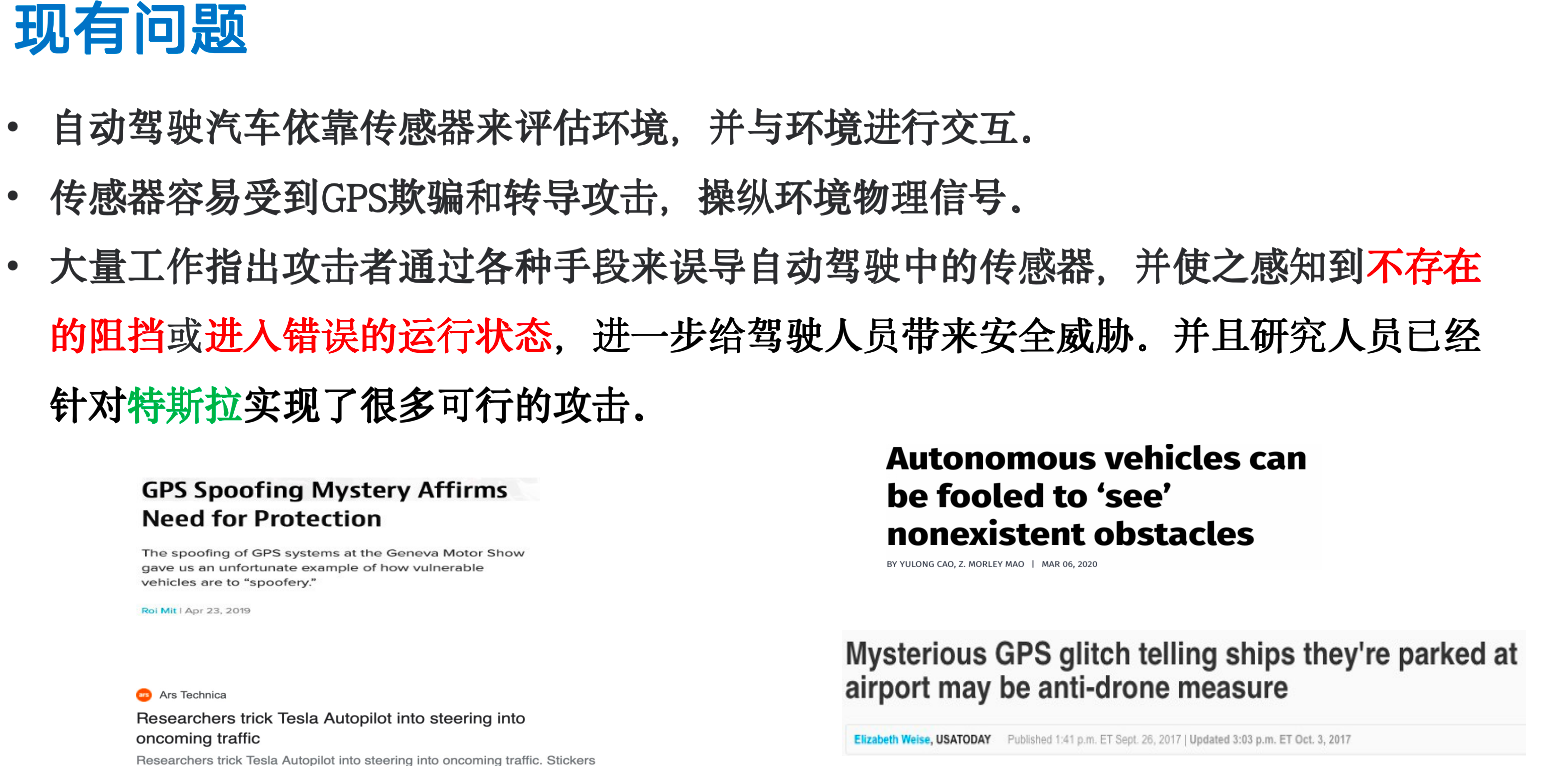 现有问题
• 自动驾驶汽车依靠传感器来评估环境，并与环境进行交互.
• 传感器容易受到GPS欺骗和转导攻击，操纵环境物理信号.
• 大量工作指出攻击者通过各种手段来误导自动驾驶中的传感器，并使之感知到不存在
的阻挡或进入错误的运行状态，进一步给驾驶人员带来安全威胁. 并且研究人员已经
针对特斯拉实现了很多可行的攻击.
GPS Spoofing Mystery Affirms
Need for Protection
The spoofing of GPS systems at the Geneva Motor Show
gave us an unfortunate example of how vulnerable
vehicles are to “spoofery.”
Roi Mit | Apr 23, 2019
Ars Technica
Researchers trick Tesla Autopilot into steering into
oncoming traffic
Researchers trick Tesla Autopilot into steering into oncoming traffic. Stickers
Autonomous vehicles can
be fooled to ‘see’
nonexistent obstacles
BY YULONG CAO, Z. MORLEY MAO | MAR 06, 2020
Mysterious GPS glitch telling ships they're parked at
airport may be anti-drone measure
Elizabeth Weise, USATODAY Published 1:41 p.m. ET Sept. 26, 2017 | Updated 3:03 p.m. ET Oct. 3, 2017